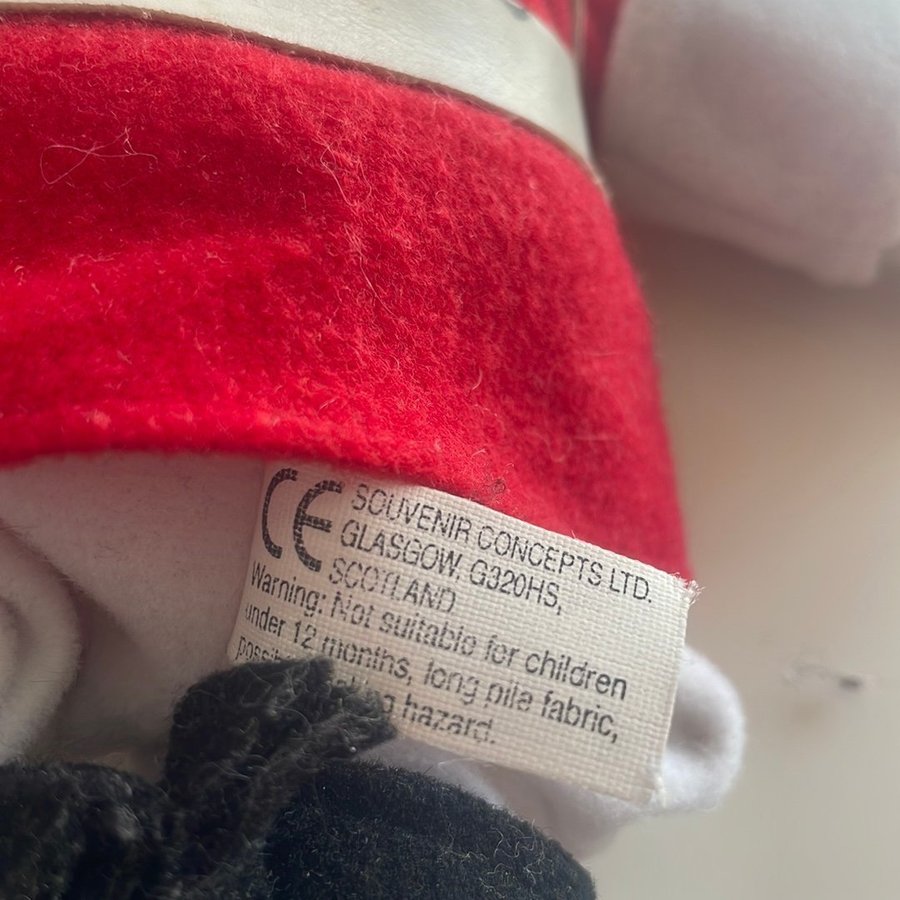 CE SOUVENIR CONCEPTS LTD.
GLASGOW, G320HS,
SCOTLAND
Warning: Not suitable for children
under 12 months, long pile fabric,
hazard.